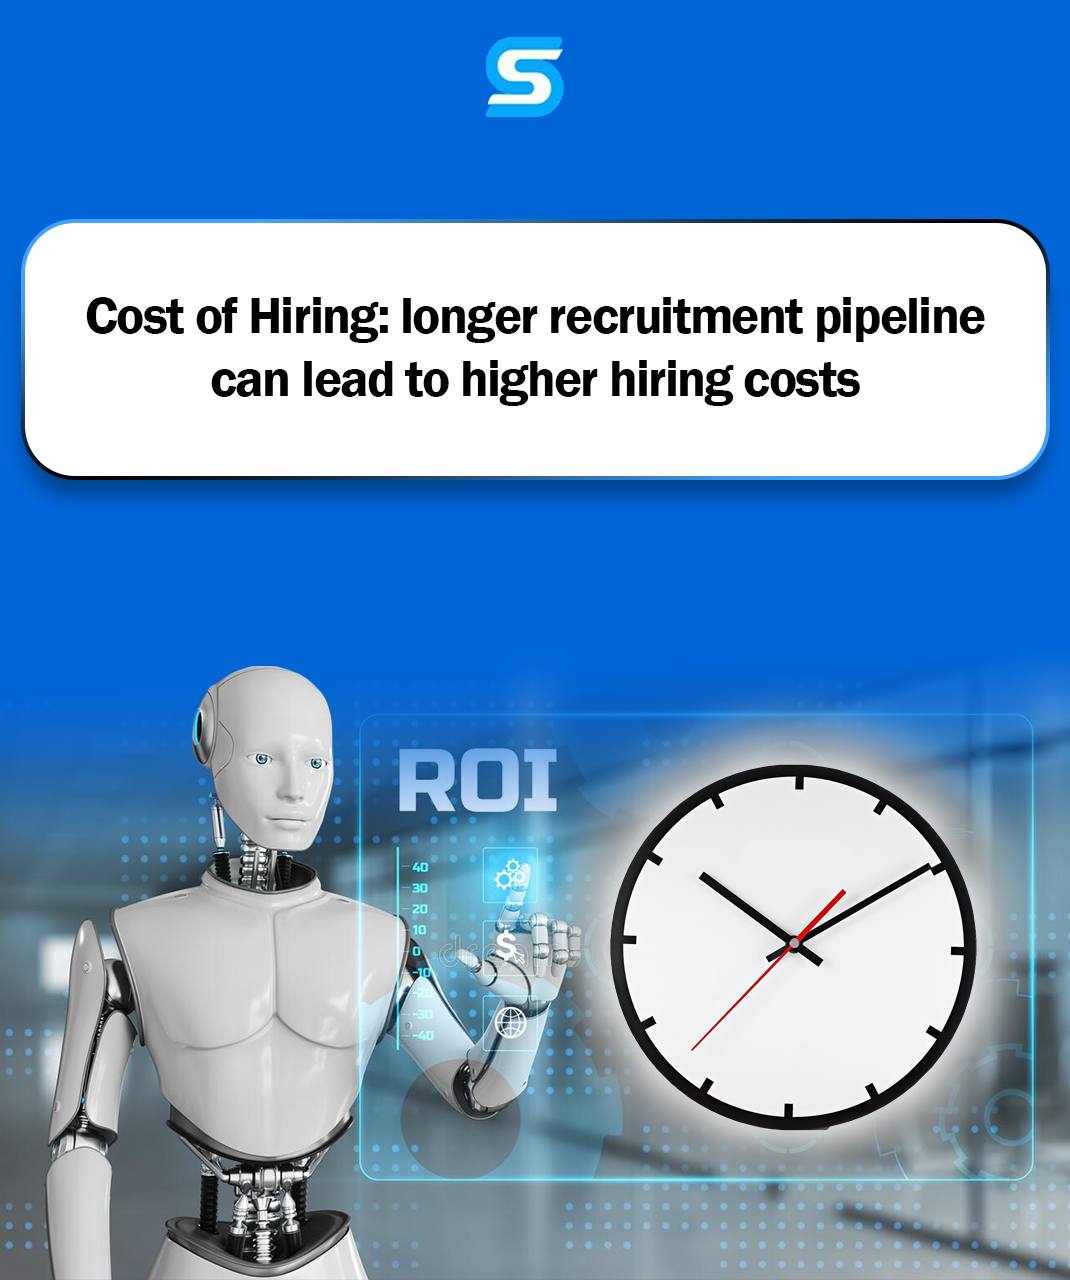 S
Cost of Hiring: longer recruitment pipeline
can lead to higher hiring costs
ROI
40
30
20
10
0
-10
-20
-30
-40
$